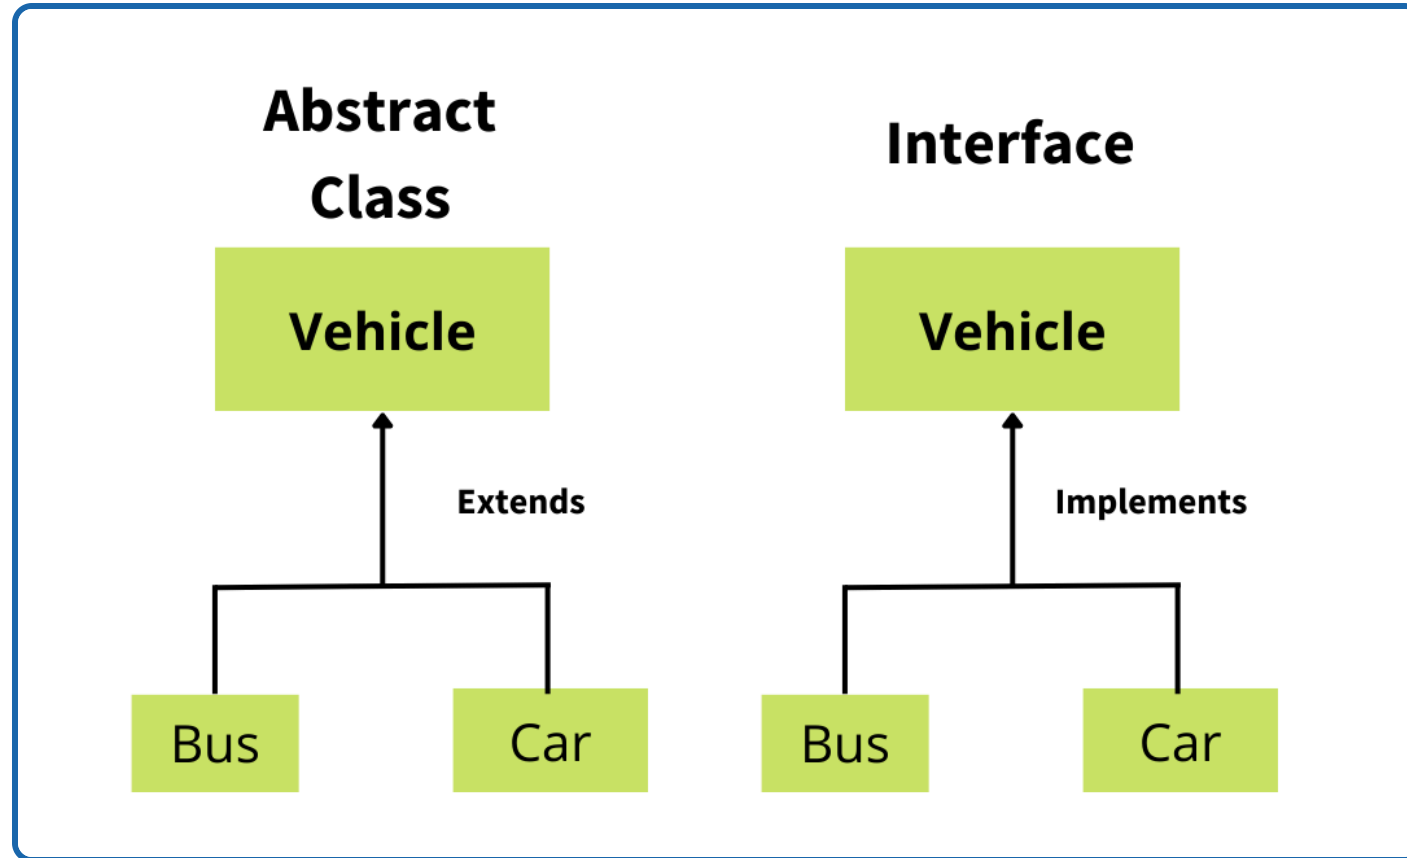 Abstract
Class
Vehicle
Extends
Bus
Car
Interface
Vehicle
Implements
Bus
Car